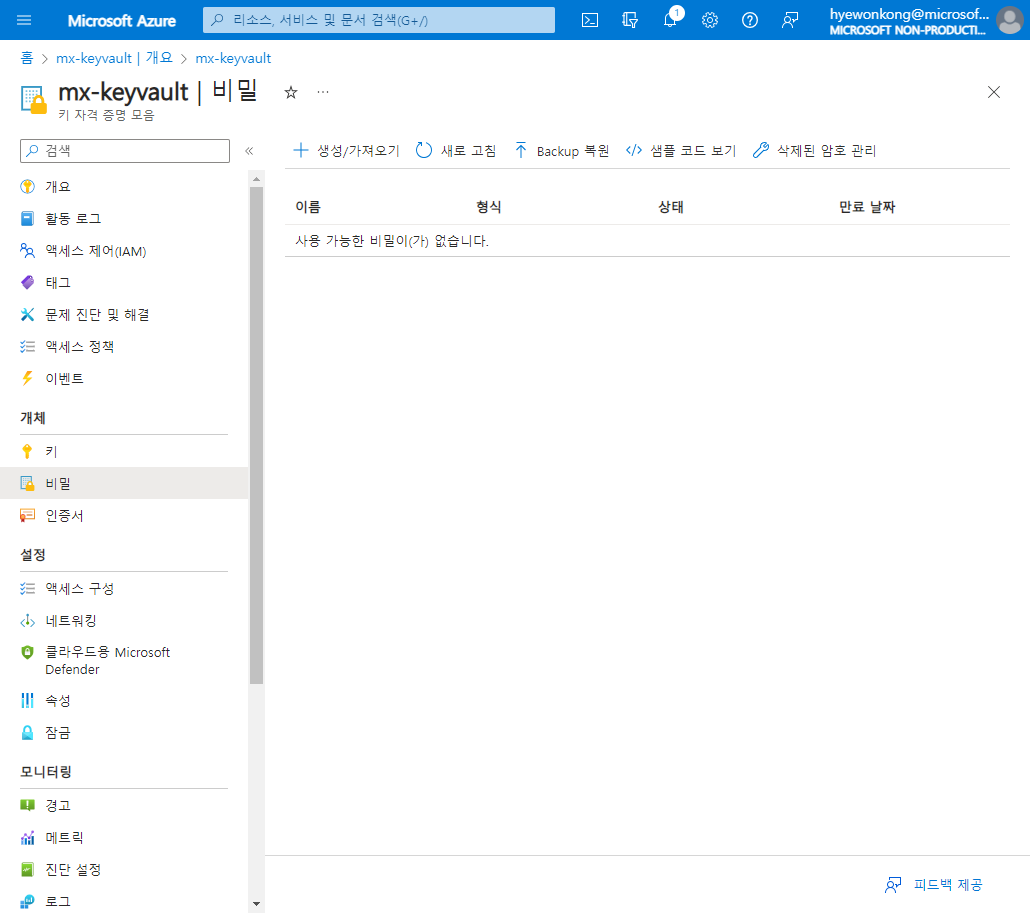 Microsoft Azure
리소스, 서비스 및 문서 검색(G+/)
1
hyewonkong@microsof...
MICROSOFT NON-PRODUCTI...
홈 > mx-keyvault | 개요 > mx-keyvault
mx-keyvault | 비밀 ...
키 자격 증명 모음
검색
«
생성/가져오기
새로 고침
Backup 복원
샘플 코드 보기
삭제된 암호 관리
개요
활동 로그
액세스 제어(IAM)
태그
문제 진단 및 해결
액세스 정책
이벤트
개체
키
비밀
인증서
설정
액세스 구성
네트워킹
클라우드용 Microsoft
Defender
속성
잠금
모니터링
경고
메트릭
진단 설정
로그
이름 형식 상태 만료 날짜
사용 가능한 비밀이(가) 없습니다.
피드백 제공